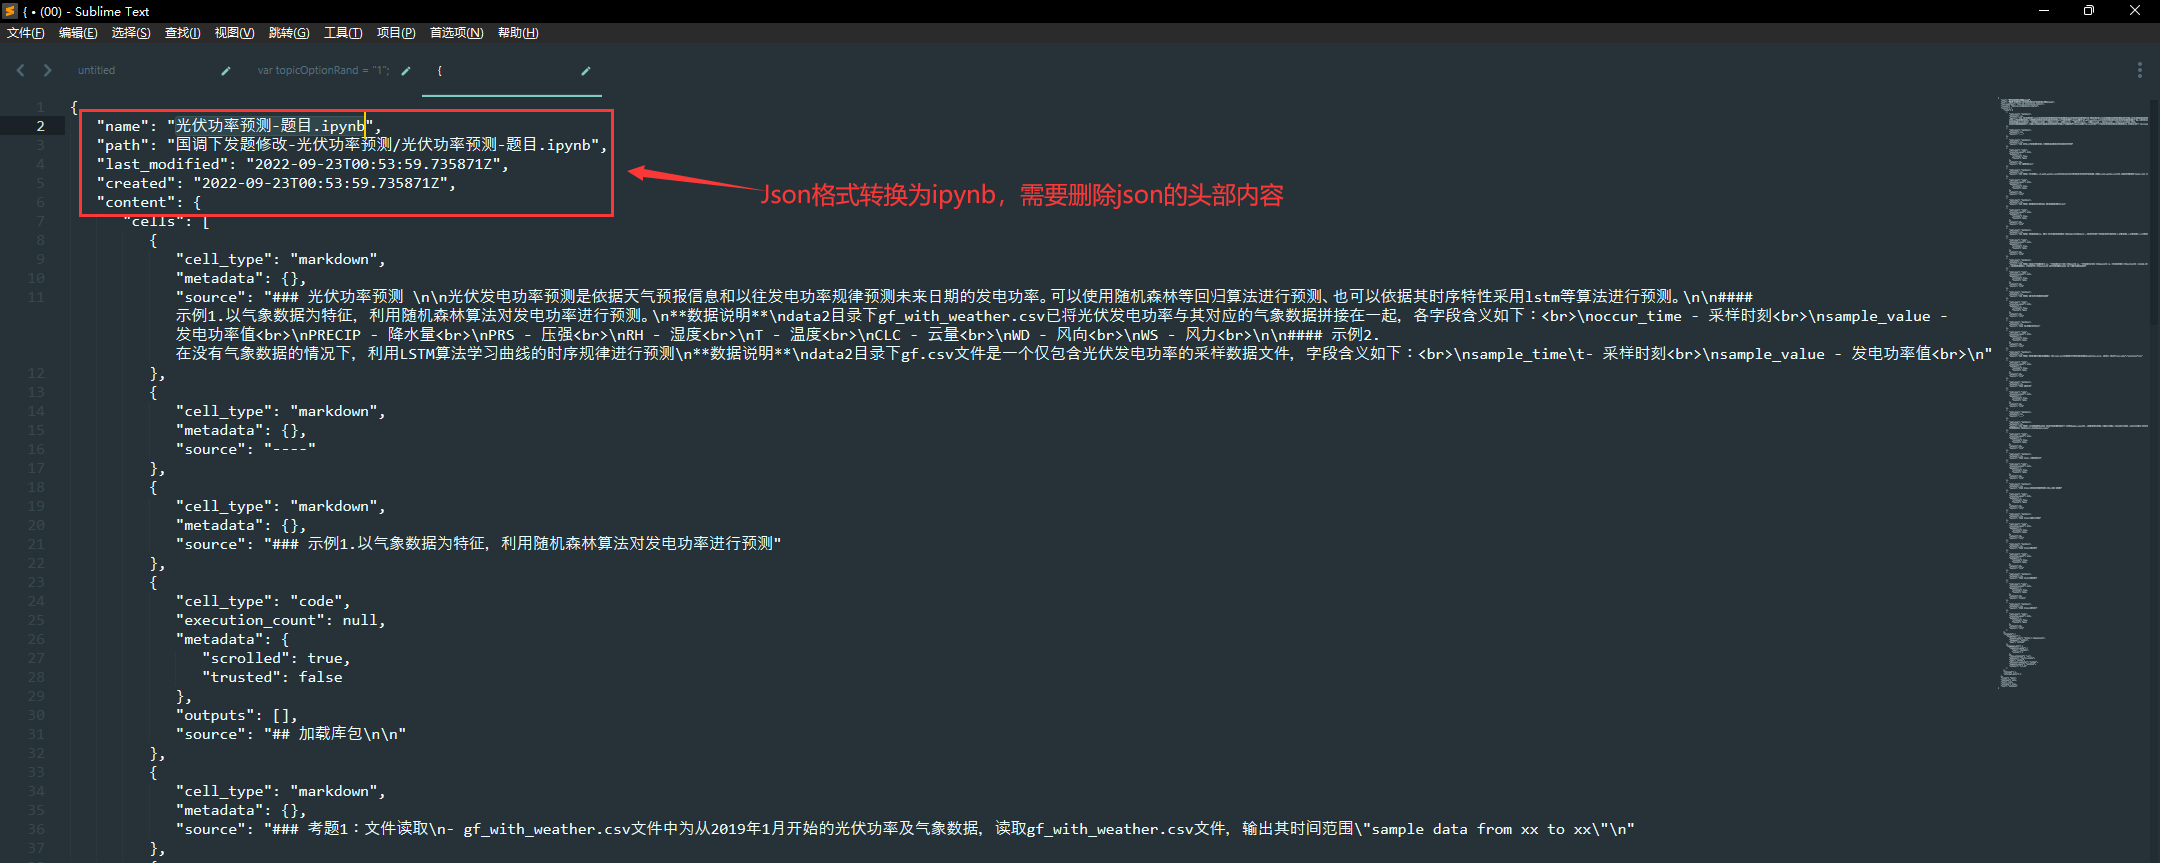 { • (00) - Sublime Text
文件(F) 编辑(E) 选择(S) 查找(I) 视图(V) 跳转(G) 工具(T) 项目(P) 首选项(N) 帮助(H)
untitled var topicOptionRand = "1"; {
1 {
2 "name": "光伏功率预测-题目.ipynb",
3 "path": "国调下发题修改-光伏功率预测/光伏功率预测-题目.ipynb",
4 "last_modified": "2022-09-23T00:53:59.735871Z",
5 "created": "2022-09-23T00:53:59.735871Z",
Json格式转换为ipynb，需要删除json的头部内容
6 "content": {
7 "cells": [
8 {
9 "cell_type": "markdown",
10 "metadata": {},
11 "source": "### 光伏功率预测 \n\n光伏发电功率预测是依据天气预报信息和以往发电功率规律预测未来日期的发电功率。可以使用随机森林等回归算法进行预测、也可以依据其时序特性采用lstm等算法进行预测。\n\n####
示例1.以气象数据为特征，利用随机森林算法对发电功率进行预测。\n**数据说明**\ndata2目录下gf_with_weather.csv已将光伏发电功率与其对应的气象数据拼接在一起，各字段含义如下：<br>\noccur_time - 采样时刻<br>\nsample_value -
发电功率值<br>\nPRECIP - 降水量<br>\nPRS - 压强<br>\nRH - 湿度<br>\nT - 温度<br>\nCLC - 云量<br>\nWD - 风向<br>\nWS - 风力<br>\n\n#### 示例2.
在没有气象数据的情况下，利用LSTM算法学习曲线的时序规律进行预测\n**数据说明**\ndata2目录下gf.csv文件是一个仅包含光伏发电功率的采样数据文件，字段含义如下：<br>\nsample_time\t- 采样时刻<br>\nsample_value - 发电功率值<br>\n"
12 },
13 {
14 "cell_type": "markdown",
15 "metadata": {},
16 "source": "----"
17 },
18 {
19 "cell_type": "markdown",
20 "metadata": {},
21 "source": "### 示例1.以气象数据为特征，利用随机森林算法对发电功率进行预测"
22 },
23 {
24 "cell_type": "code",
25 "execution_count": null,
26 "metadata": {
27 "scrolled": true,
28 "trusted": false
29 },
30 "outputs": [],
31 "source": "## 加载库包\n\n"
32 },
33 {
34 "cell_type": "markdown",
35 "metadata": {},
36 "source": "### 考题1：文件读取\n- gf_with_weather.csv文件中为从2019年1月开始的光伏功率及气象数据，读取gf_with_weather.csv文件，输出其时间范围\"sample data from xx to xx\"\n"
37 },